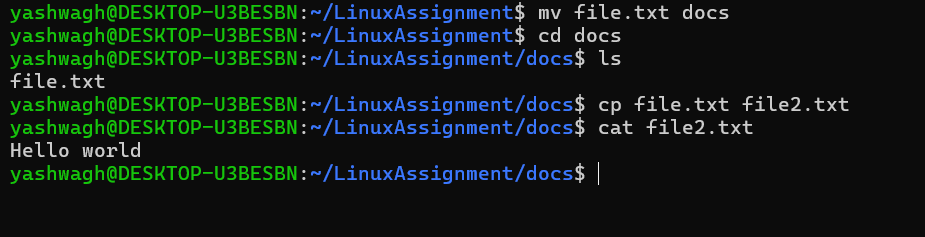 yashwagh@DESKTOP-U3BESBN:~/LinuxAssignment$ mv file.txt docs
yashwagh@DESKTOP-U3BESBN:~/LinuxAssignment$ cd docs
yashwagh@DESKTOP-U3BESBN:~/LinuxAssignment/docs$ ls
file.txt
yashwagh@DESKTOP-U3BESBN:~/LinuxAssignment/docs$ cp file.txt file2.txt
yashwagh@DESKTOP-U3BESBN:~/LinuxAssignment/docs$ cat file2.txt
Hello world
yashwagh@DESKTOP-U3BESBN:~/LinuxAssignment/docs$